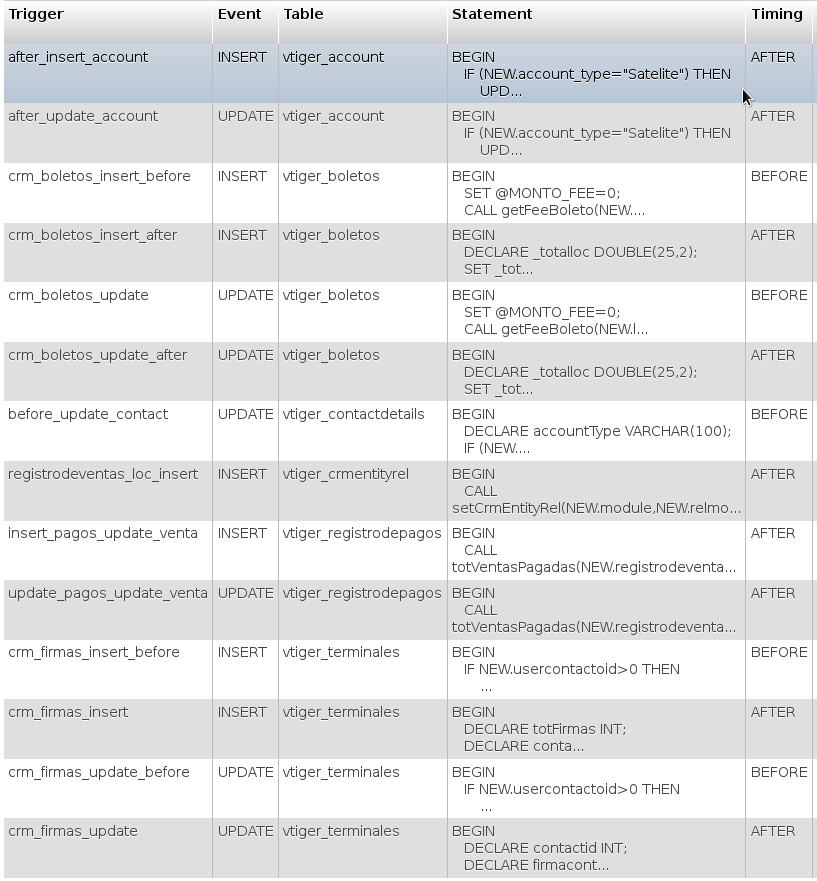 Trigger Event Table Statement Timing
after_insert_account INSERT vtiger_account BEGIN AFTER
IF (NEW.account_type="Satelite") THEN
UPD...
after_update_account UPDATE vtiger_account BEGIN AFTER
IF (NEW.account_type="Satelite") THEN
UPD...
crm_boletos_insert_before INSERT vtiger_boletos BEGIN BEFORE
SET @MONTO_FEE=0;
CALL getFeeBoleto(NEW....
crm_boletos_insert_after INSERT vtiger_boletos BEGIN AFTER
DECLARE _totalloc DOUBLE(25,2);
SET _tot...
crm_boletos_update UPDATE vtiger_boletos BEGIN BEFORE
SET @MONTO_FEE=0;
CALL getFeeBoleto(NEW.l...
crm_boletos_update_after UPDATE vtiger_boletos BEGIN AFTER
DECLARE _totalloc DOUBLE(25,2);
SET _tot...
before_update_contact UPDATE vtiger_contactdetails BEGIN BEFORE
DECLARE accountType VARCHAR(100);
IF (NEW....
registrodeventas_loc_insert INSERT vtiger_crmentityrel BEGIN AFTER
CALL
setCrmEntityRel(NEW.module,NEW.relmo...
insert_pagos_update_venta INSERT vtiger_registrodepagos BEGIN AFTER
CALL
totVentasPagadas(NEW.registrodeventa...
update_pagos_update_venta UPDATE vtiger_registrodepagos BEGIN AFTER
CALL
totVentasPagadas(NEW.registrodeventa...
crm_firmas_insert_before INSERT vtiger_terminales BEGIN BEFORE
IF NEW.usercontactoid>0 THEN
...
crm_firmas_insert INSERT vtiger_terminales BEGIN AFTER
DECLARE totFirmas INT;
DECLARE conta...
crm_firmas_update_before UPDATE vtiger_terminales BEGIN BEFORE
IF NEW.usercontactoid>0 THEN
...
crm_firmas_update UPDATE vtiger_terminales BEGIN AFTER
DECLARE contactid INT;
DECLARE firmacont...